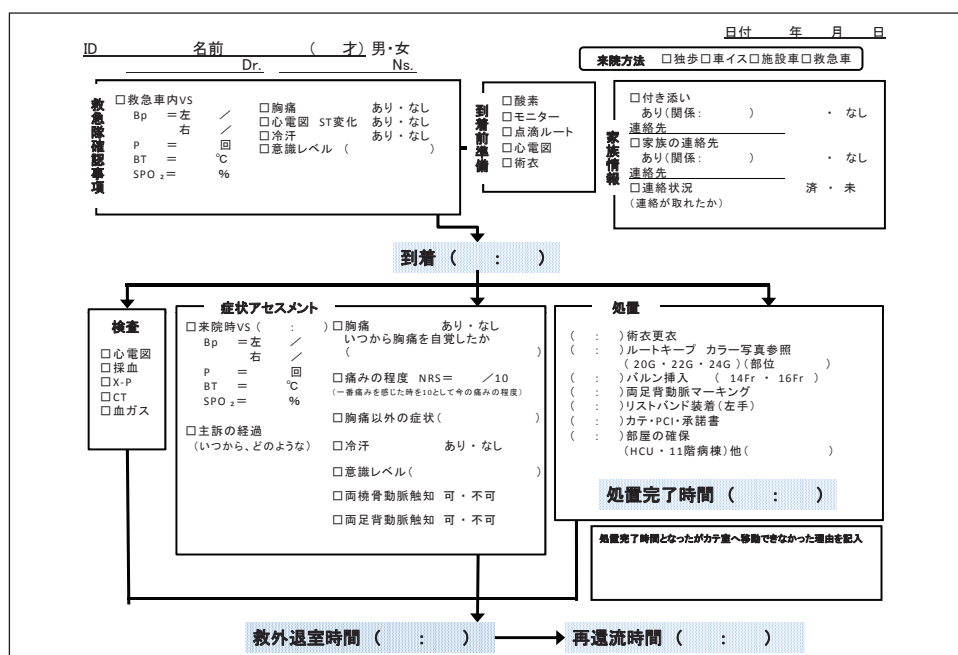 日付 年 月 日
ID 名前 ( 才) 男・女
Dr. Ns.
来院方法 □独歩□車イス□施設車□救急車
救急隊確認事項
□救急車内VS
Bp =左 /
右 /
P = 回
BT = ℃
SPO₂= %
□胸痛 あり・なし
□心電図 ST変化 あり・なし
□冷汗 あり・なし
□意識レベル ( )
到着前準備
□酸素
□モニター
□点滴ルート
□心電図
□術衣
家族情報
□付き添い
あり(関係: ) ・ なし
連絡先
□家族の連絡先
あり(関係: ) ・ なし
連絡先
□連絡状況 済 ・ 未
(連絡が取れたか)
到着 ( : )
検査
□心電図
□採血
□X-P
□CT
□血ガス
症状アセスメント
□来院時VS ( : )
Bp =左 /
右 /
P = 回
BT = ℃
SPO₂= %
□主訴の経過
(いつから、どのような)
□胸痛 あり・なし
いつから胸痛を自覚したか
( )
□痛みの程度 NRS= /10
(一番痛みを感じた時を10として今の痛みの程度)
□胸痛以外の症状( )
□冷汗 あり・なし
□意識レベル( )
□両橈骨動脈触知 可・不可
□両足背動脈触知 可・不可
処置
( : )術衣更衣
( : )ルートキープ カラー写真参照
(20G・22G・24G)(部位 )
( : )バルン挿入 ( 14Fr ・ 16Fr )
( : )両足背動脈マーキング
( : )リストバンド装着(左手)
( : )カテ・PCI・承諾書
( : )部屋の確保
(HCU・11階病棟)他( )
処置完了時間 ( : )
処置完了時間となったがカテ室へ移動できなかった理由を記入
救外退室時間 ( : )
再還流時間 ( : )